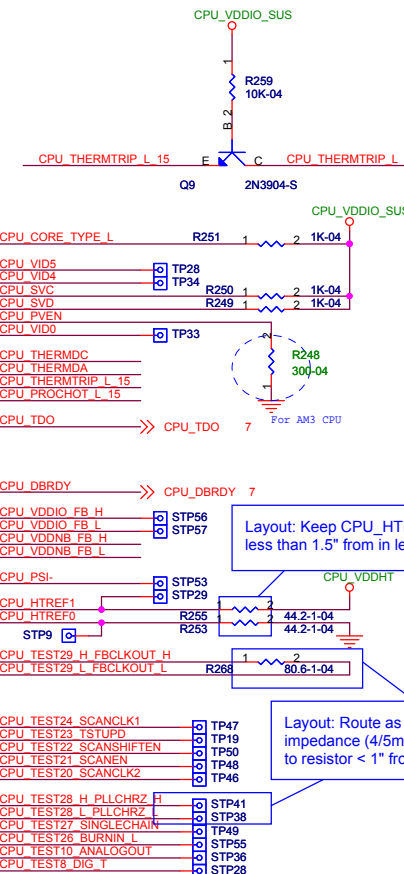 CPU_VDDIO_SUS
1
R259
10K-04
2
B
CPU_THERMTRIP_L_15 E C CPU_THERMTRIP_L
Q9 2N3904-S
CPU_VDDIO_SUS
CPU_CORE_TYPE_L R251 1 2 1K-04
CPU_VID5 TP28
CPU_VID4 TP34
CPU_SVC R250 1 2 1K-04
CPU_SVD R249 1 2 1K-04
CPU_PVEN
CPU_VID0 TP33
2
R248
300-04
1
For AM3 CPU
CPU_THERMDC
CPU_THERMDA
CPU_THERMTRIP_L_15
CPU_PROCHOT_L_15
CPU_TDO CPU_TDO 7
CPU_DBRDY CPU_DBRDY 7
CPU_VDDIO_FB_H STP56
CPU_VDDIO_FB_L STP57
CPU_VDDNB_FB_H
CPU_VDDNB_FB_L
Layout: Keep CPU_HT
less than 1.5" from in le
CPU_PSI- STP53
STP29
CPU_VDDHT
CPU_HTREF1 R255 1 2 44.2-1-04
CPU_HTREF0 R253 1 2 44.2-1-04
STP9
CPU_TEST29_H_FBCLKOUT_H 1 2
CPU_TEST29_L_FBCLKOUT_L R268 80.6-1-04
Layout: Route as
impedance (4/5m
to resistor < 1" fro
CPU_TEST24_SCANCLK1 TP47
CPU_TEST23_TSTUPD TP19
CPU_TEST22_SCANSHIFTEN TP50
CPU_TEST21_SCANEN TP48
CPU_TEST20_SCANCLK2 TP46
CPU_TEST28_H_PLLCHRZ_H STP41
CPU_TEST28_L_PLLCHRZ_L STP38
CPU_TEST27_SINGLECHAIN TP49
CPU_TEST26_BURNIN_L STP55
CPU_TEST10_ANALOGOUT STP36
CPU_TEST8_DIG_T STP28